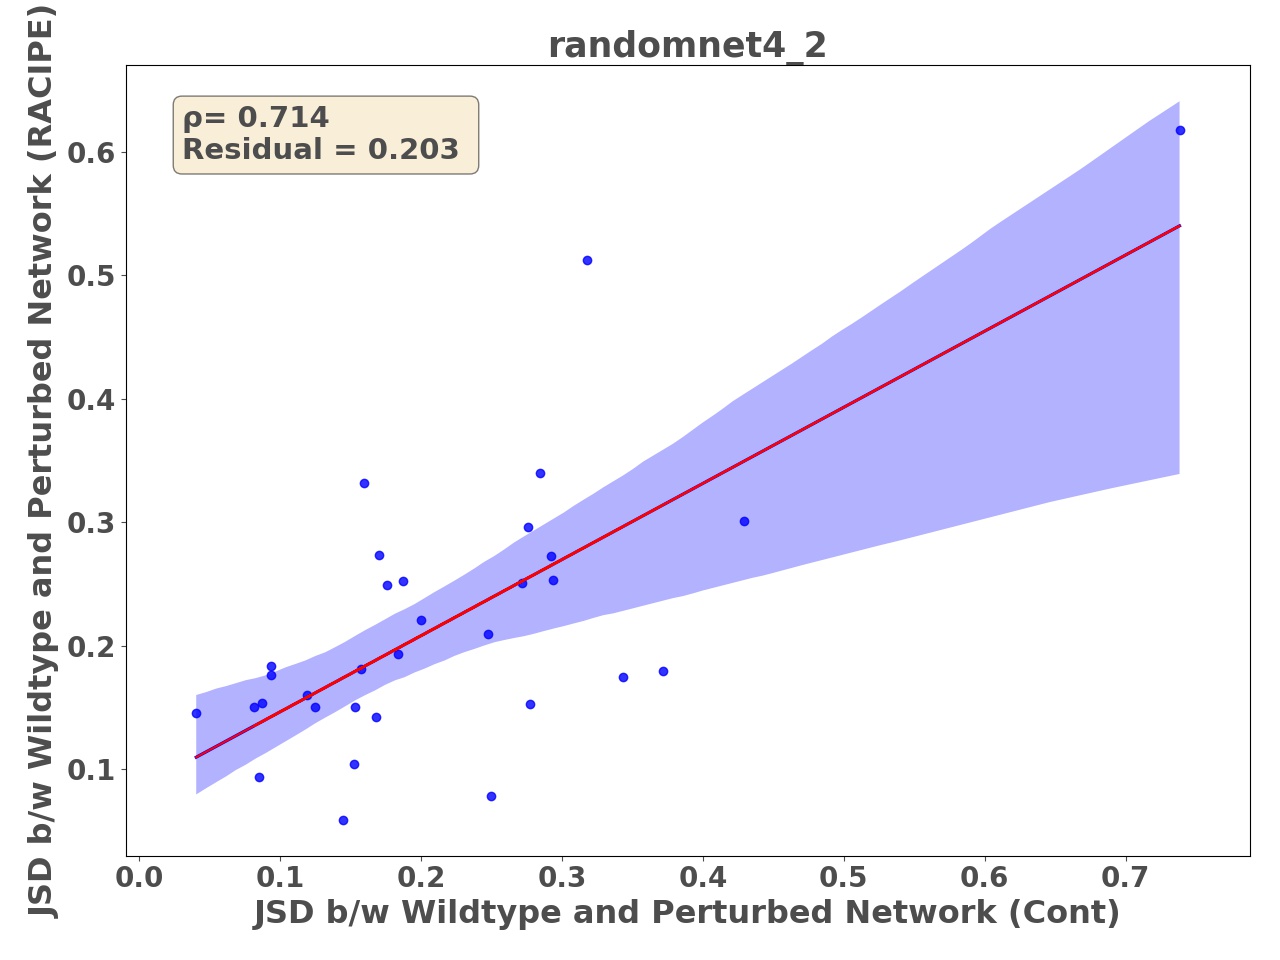 randomnet4_2
ρ= 0.714
Residual = 0.203
JSD b/w Wildtype and Perturbed Network (RACIPE)
0.6
0.5
0.4
0.3
0.2
0.1
0.0 0.1 0.2 0.3 0.4 0.5 0.6 0.7
JSD b/w Wildtype and Perturbed Network (Cont)